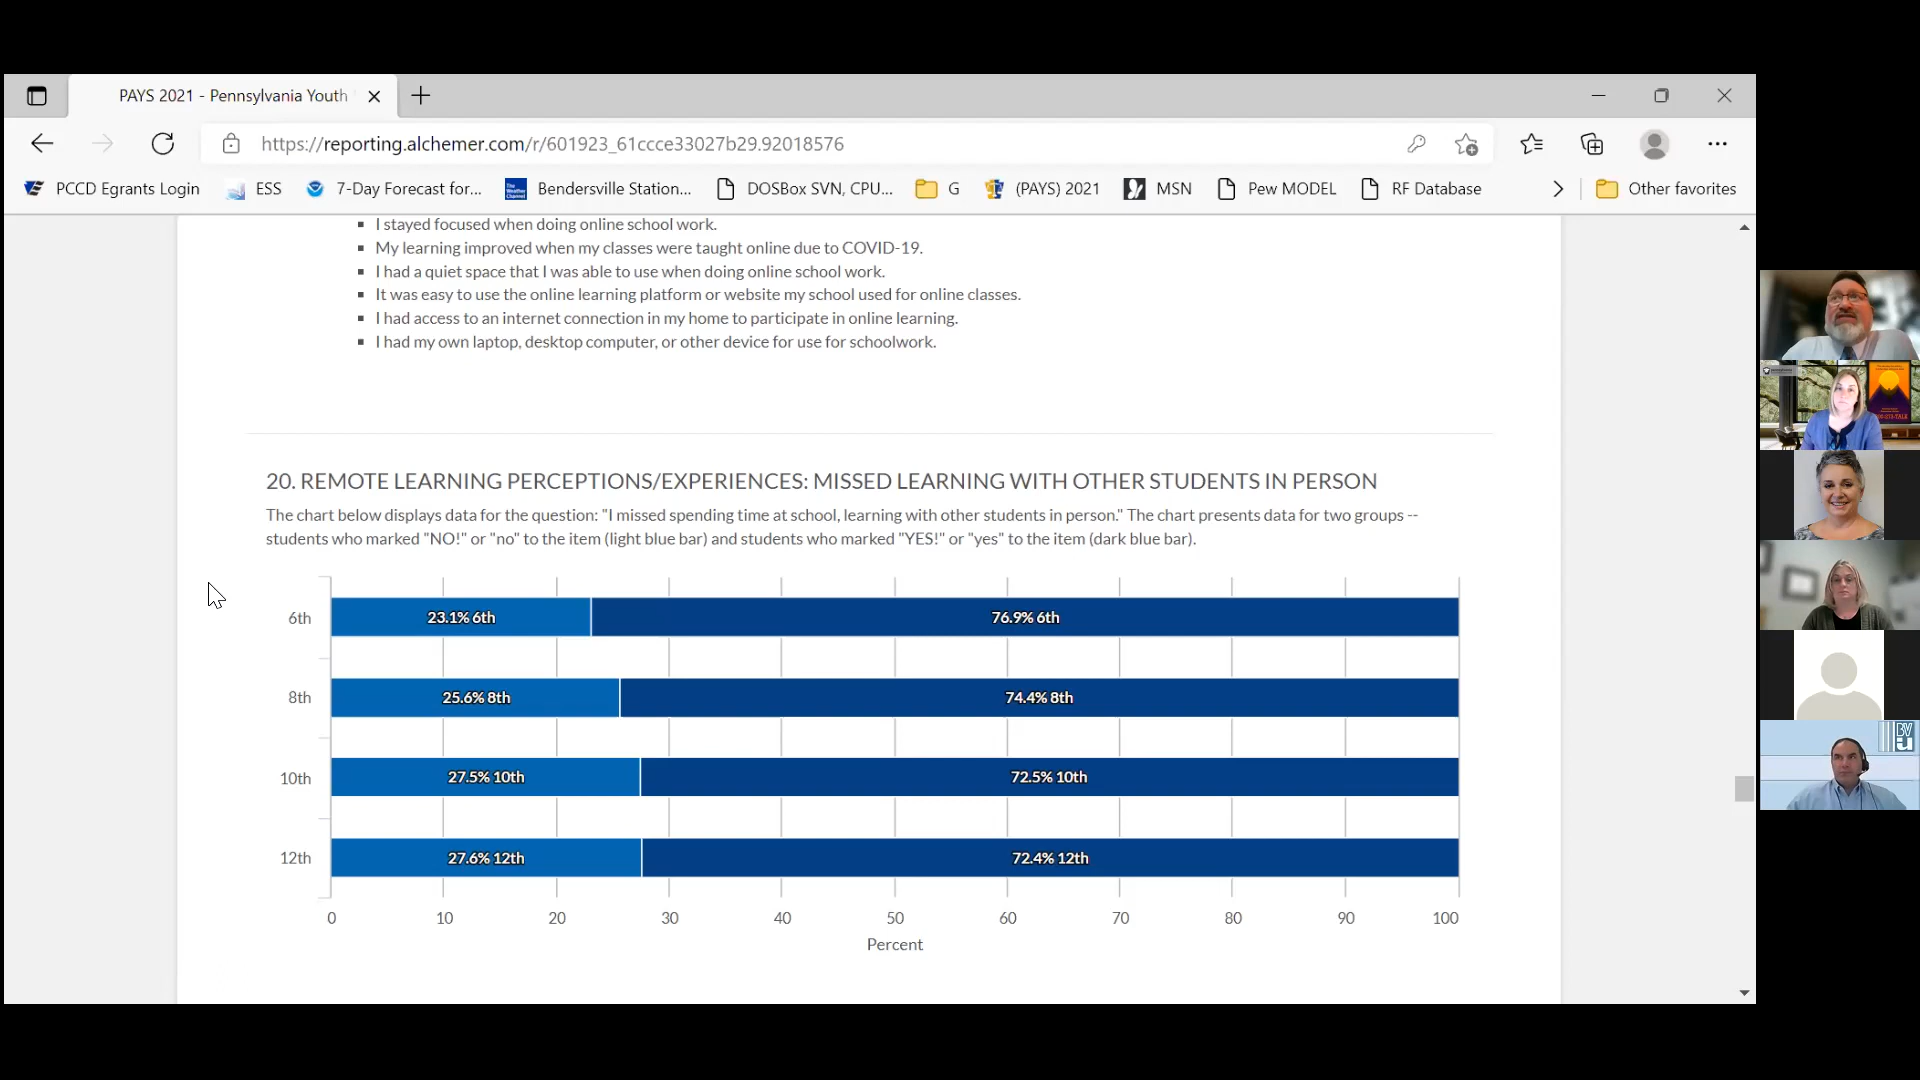 PAYS 2021 - Pennsylvania Youth
https://reporting.alchemer.com/r/601923_61ccce33027b29.92018576
PCCD Egrants Login ESS 7-Day Forecast for... Bendersville Station... DOSBox SVN, CPU... G (PAYS) 2021 MSN Pew MODEL RF Database Other favorites
▪ I stayed focused when doing online school work.
▪ My learning improved when my classes were taught online due to COVID-19.
▪ I had a quiet space that I was able to use when doing online school work.
▪ It was easy to use the online learning platform or website my school used for online classes.
▪ I had access to an internet connection in my home to participate in online learning.
▪ I had my own laptop, desktop computer, or other device for use for schoolwork.
20. REMOTE LEARNING PERCEPTIONS/EXPERIENCES: MISSED LEARNING WITH OTHER STUDENTS IN PERSON
The chart below displays data for the question: "I missed spending time at school, learning with other students in person." The chart presents data for two groups --
students who marked "NO!" or "no" to the item (light blue bar) and students who marked "YES!" or "yes" to the item (dark blue bar).
6th 23.1% 6th 76.9% 6th
8th 25.6% 8th 74.4% 8th
10th 27.5% 10th 72.5% 10th
12th 27.6% 12th 72.4% 12th
0 10 20 30 40 50 60 70 80 90 100
Percent
BV
U